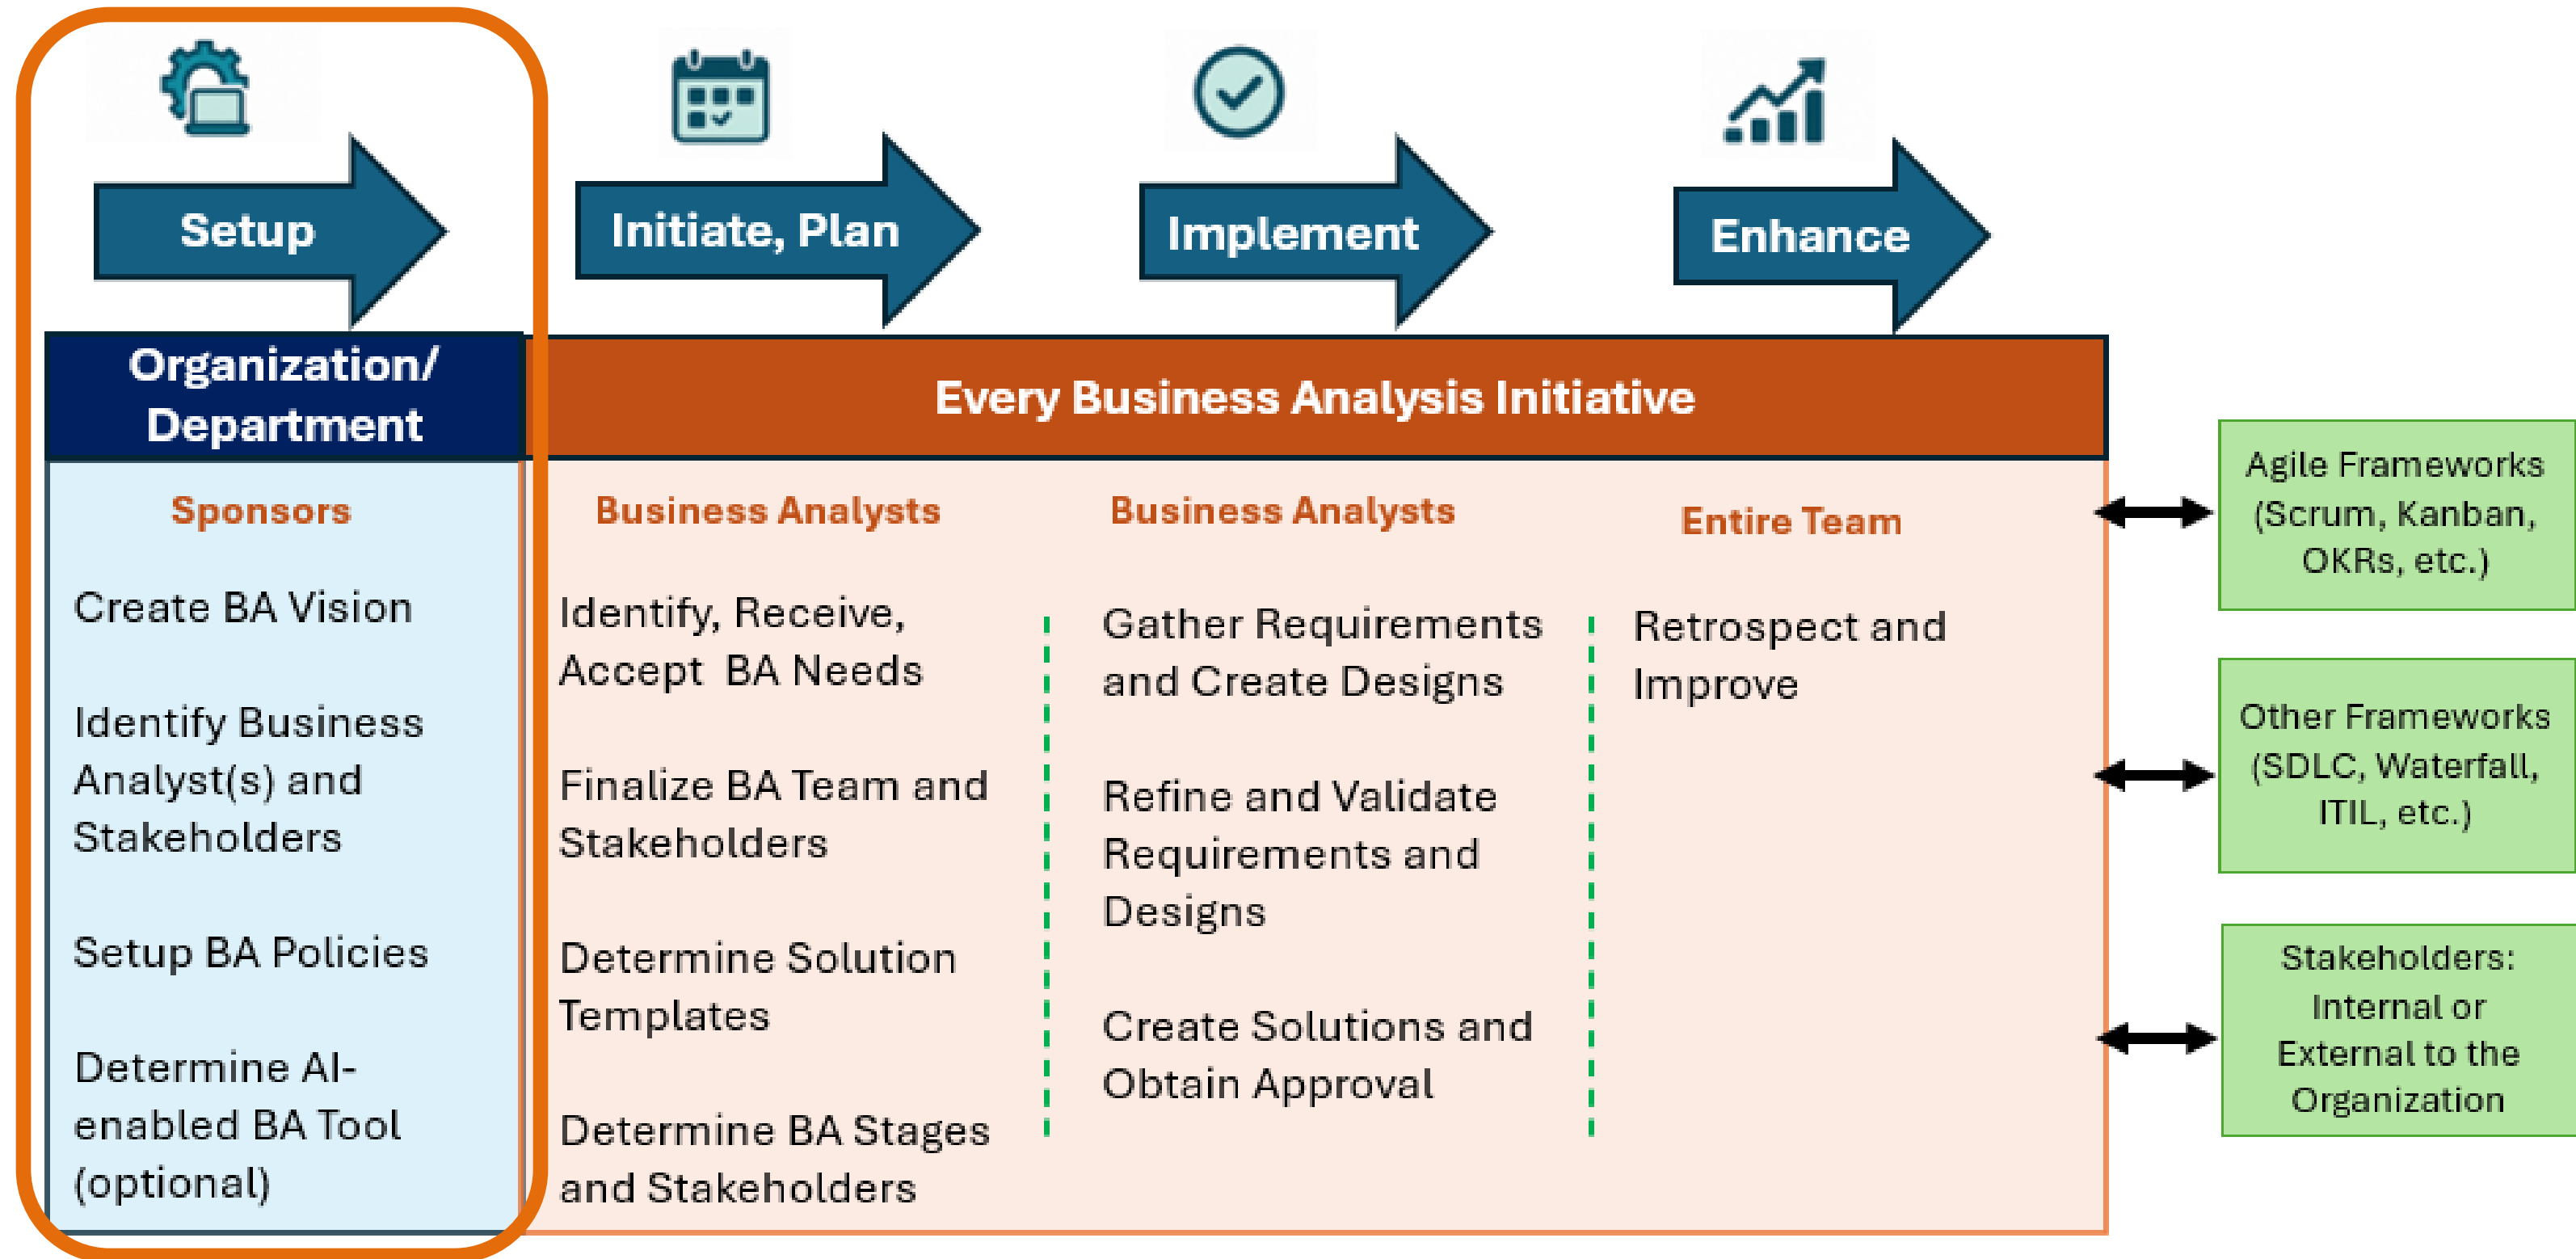 Setup
Initiate, Plan
Implement
Enhance
Organization/
Department
Every Business Analysis Initiative
Sponsors
Create BA Vision
Identify Business
Analyst(s) and
Stakeholders
Setup BA Policies
Determine AI-
enabled BA Tool
(optional)
Business Analysts
Identify, Receive,
Accept BA Needs
Finalize BA Team and
Stakeholders
Determine Solution
Templates
Determine BA Stages
and Stakeholders
Business Analysts
Gather Requirements
and Create Designs
Refine and Validate
Requirements and
Designs
Create Solutions and
Obtain Approval
Entire Team
Retrospect and
Improve
Agile Frameworks
(Scrum, Kanban,
OKRs, etc.)
Other Frameworks
(SDLC, Waterfall,
ITIL, etc.)
Stakeholders:
Internal or
External to the
Organization